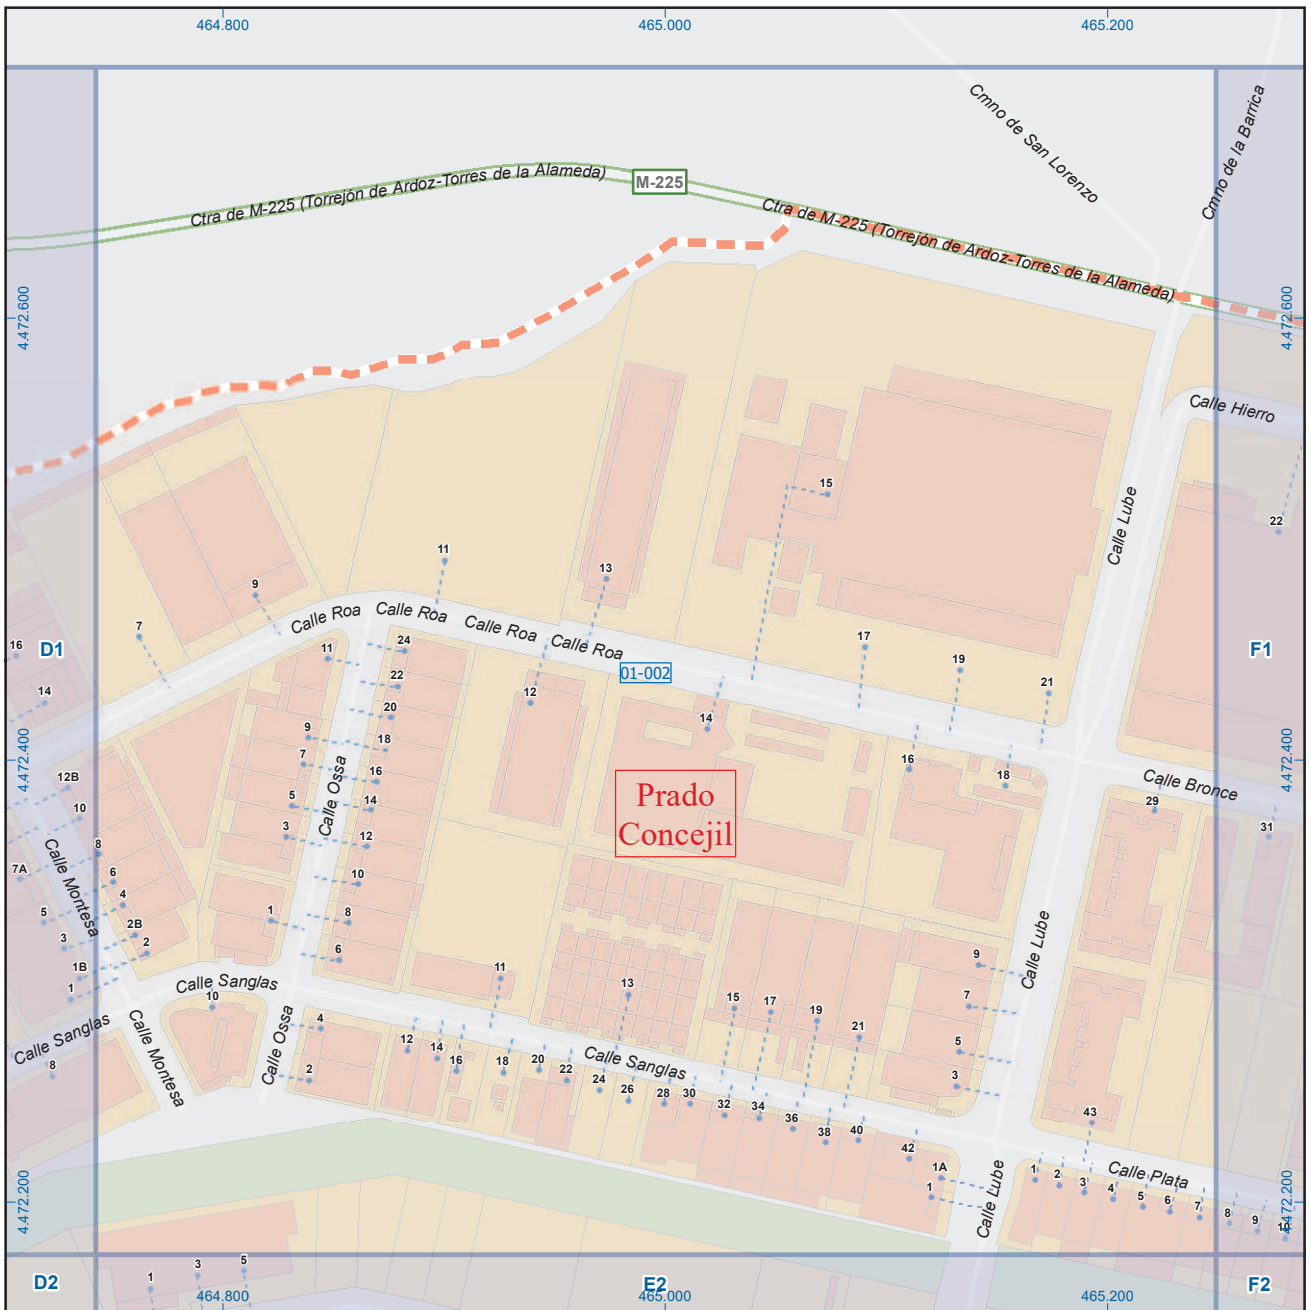 464.800
465.000
465.200
Cmno de San Lorenzo
Cmno de la Barrica
Ctra de M-225 (Torrejón de Ardoz-Torres de la Alameda)
M-225
Ctra de M-225 (Torrejón de Ardoz-Torres de la Alameda)
4.472.600
4.472.600
Calle Hierro
Calle Lube
15
22
11
13
9
7
Calle Roa
Calle Roa
Calle Roa
Calle Roa
16
D1
F1
11
24
17
19
01-002
22
21
14
12
20
14
9
18
7
16
4.472.400
4.472.400
16
18
12B
Calle Bronce
Calle Ossa
5
14
Prado
Concejil
29
10
3
12
31
8
7A
6
10
Calle Montesa
4
5
1
8
2B
3
2
6
Calle Lube
9
1B
1
Calle Sanglas
11
13
10
15
17
7
19
Calle Sanglas
Calle Montesa
Calle Ossa
4
21
12
14
5
8
16
18
20
Calle Sanglas
2
22
24
26
28
30
3
32
34
43
36
38
40
42
1A
1
Calle Lube
Calle Plata
1
2
3
4
5
6
7
8
9
10
4.472.200
4.472.200
D2
1
3
5
E2
F2
464.800
465.000
465.200